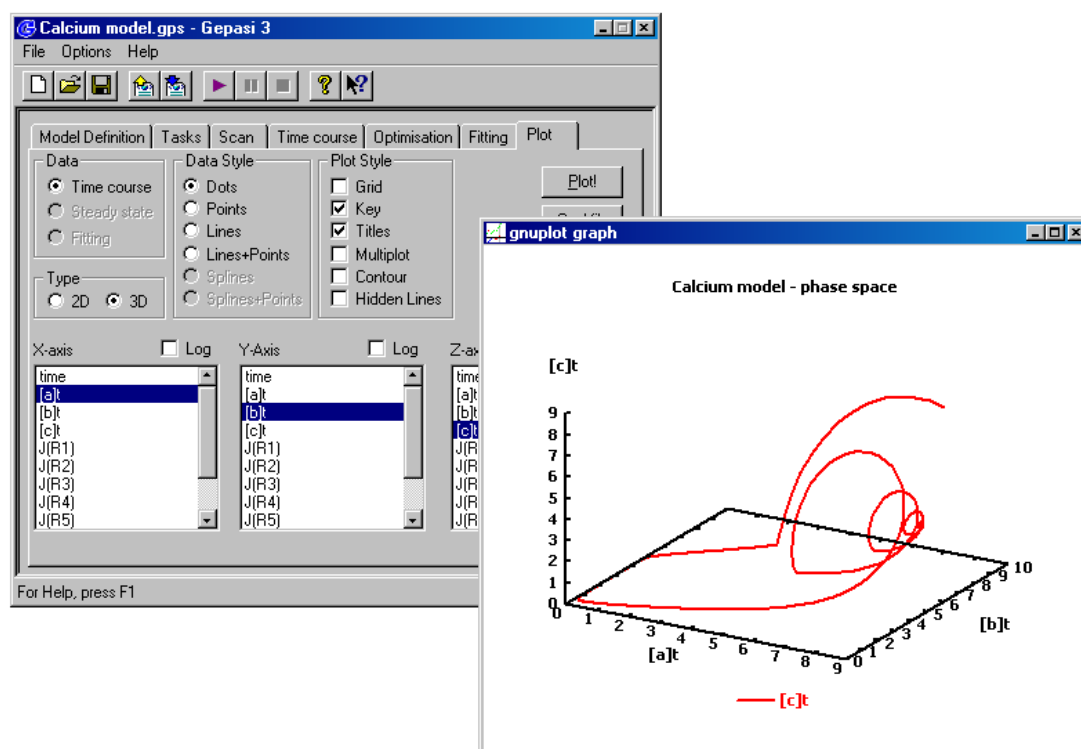 Calcium model.gps - Gepasi 3
File Options Help
Model Definition Tasks Scan Time course Optimisation Fitting Plot
Data
Time course
Steady state
Fitting
Type
2D 3D
Data Style
Dots
Points
Lines
Lines+Points
Splines
Splines+Points
Plot Style
Grid
Key
Titles
Multiplot
Contour
Hidden Lines
Plot!
X-axis Log
time
[a]t
[b]t
[c]t
J(R1)
J(R2)
J(R3)
J(R4)
J(R5)
Y-Axis Log
time
[a]t
[b]t
[c]t
J(R1)
J(R2)
J(R3)
J(R4)
J(R5)
For Help, press F1
gnuplot graph
Calcium model - phase space
[c]t
9
8
7
6
5
4
3
2
1
0
0 1 2 3 4 5 6 7 8 9
[a]t
0 1 2 3 4 5 6 7 8 9 10
[b]t
[c]t